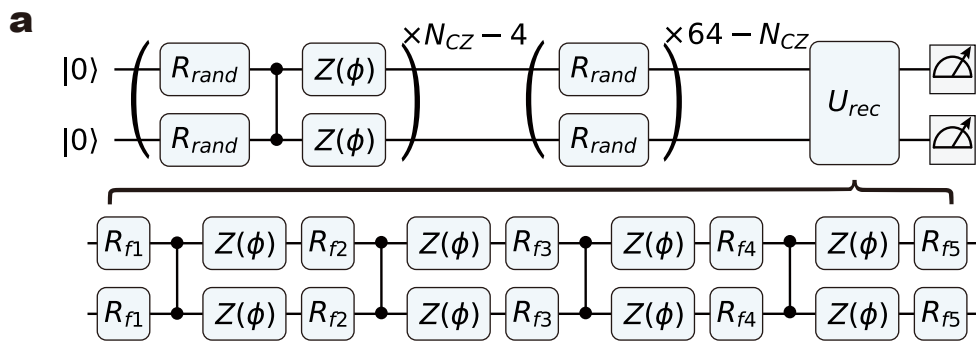 a
×N_CZ − 4 ×64 − N_CZ
|0⟩ R_rand Z(ϕ) R_rand
U_rec
|0⟩ R_rand Z(ϕ) R_rand
R_f1 Z(ϕ) R_f2 Z(ϕ) R_f3 Z(ϕ) R_f4 Z(ϕ) R_f5
R_f1 Z(ϕ) R_f2 Z(ϕ) R_f3 Z(ϕ) R_f4 Z(ϕ) R_f5